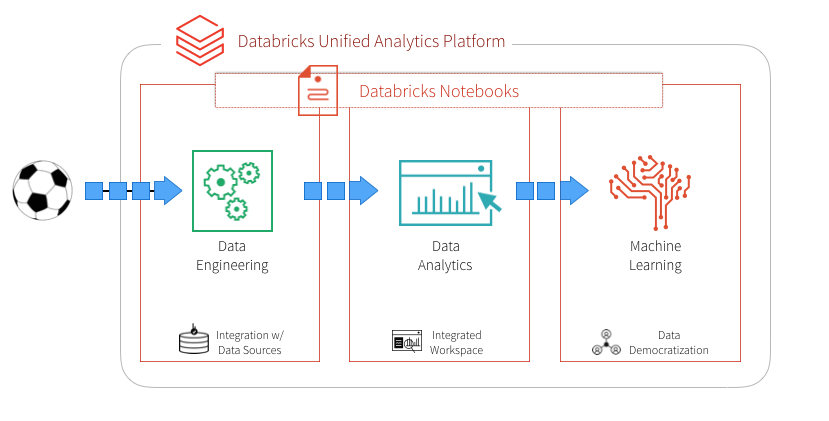 Databricks Unified Analytics Platform
Databricks Notebooks
Data
Engineering
Data
Analytics
Machine
Learning
Integration w/
Data Sources
Integrated
Workspace
Data
Democratization